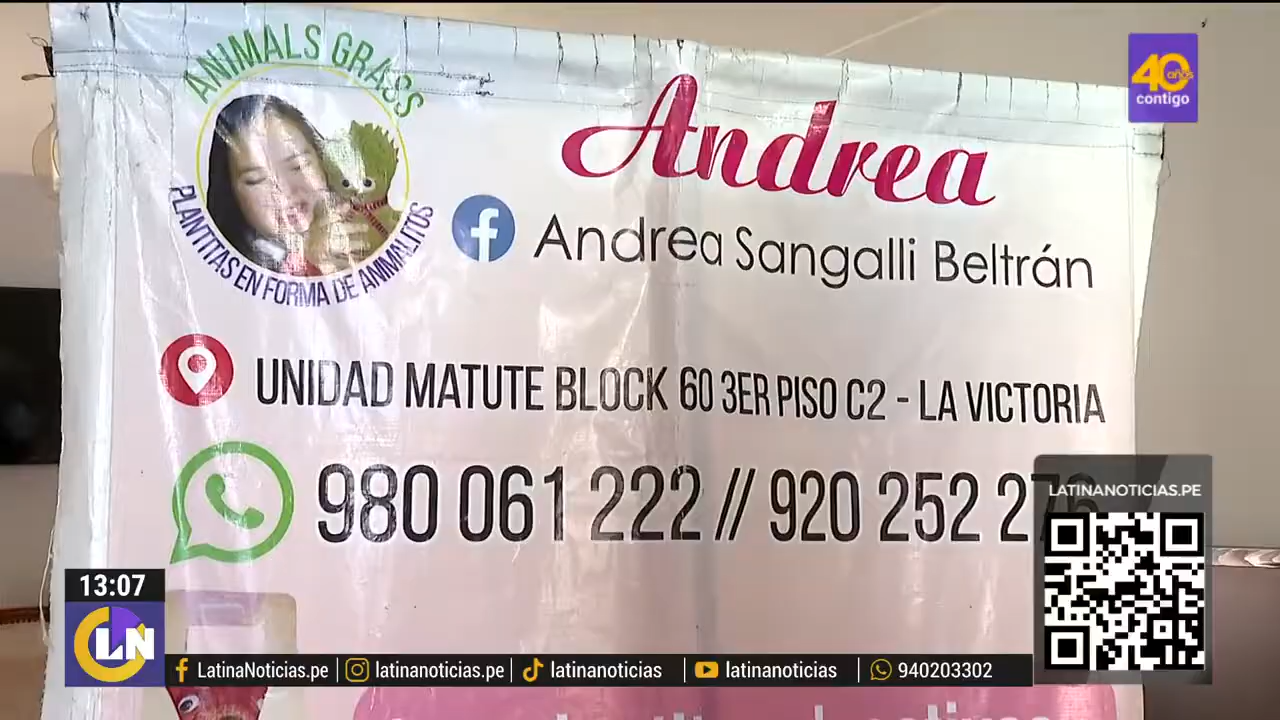 ANIMALS GRASS
PLANTITAS EN FORMA DE ANIMALITOS
Andrea
Andrea Sangalli Beltrán
UNIDAD MATUTE BLOCK 60 3ER PISO C2 - LA VICTORIA
980 061 222 // 920 252 276
40 años
contigo
LATINANOTICIAS.PE
13:07
LN
LatinaNoticias.pe
latinanoticias.pe
latinanoticias
latinanoticias
940203302